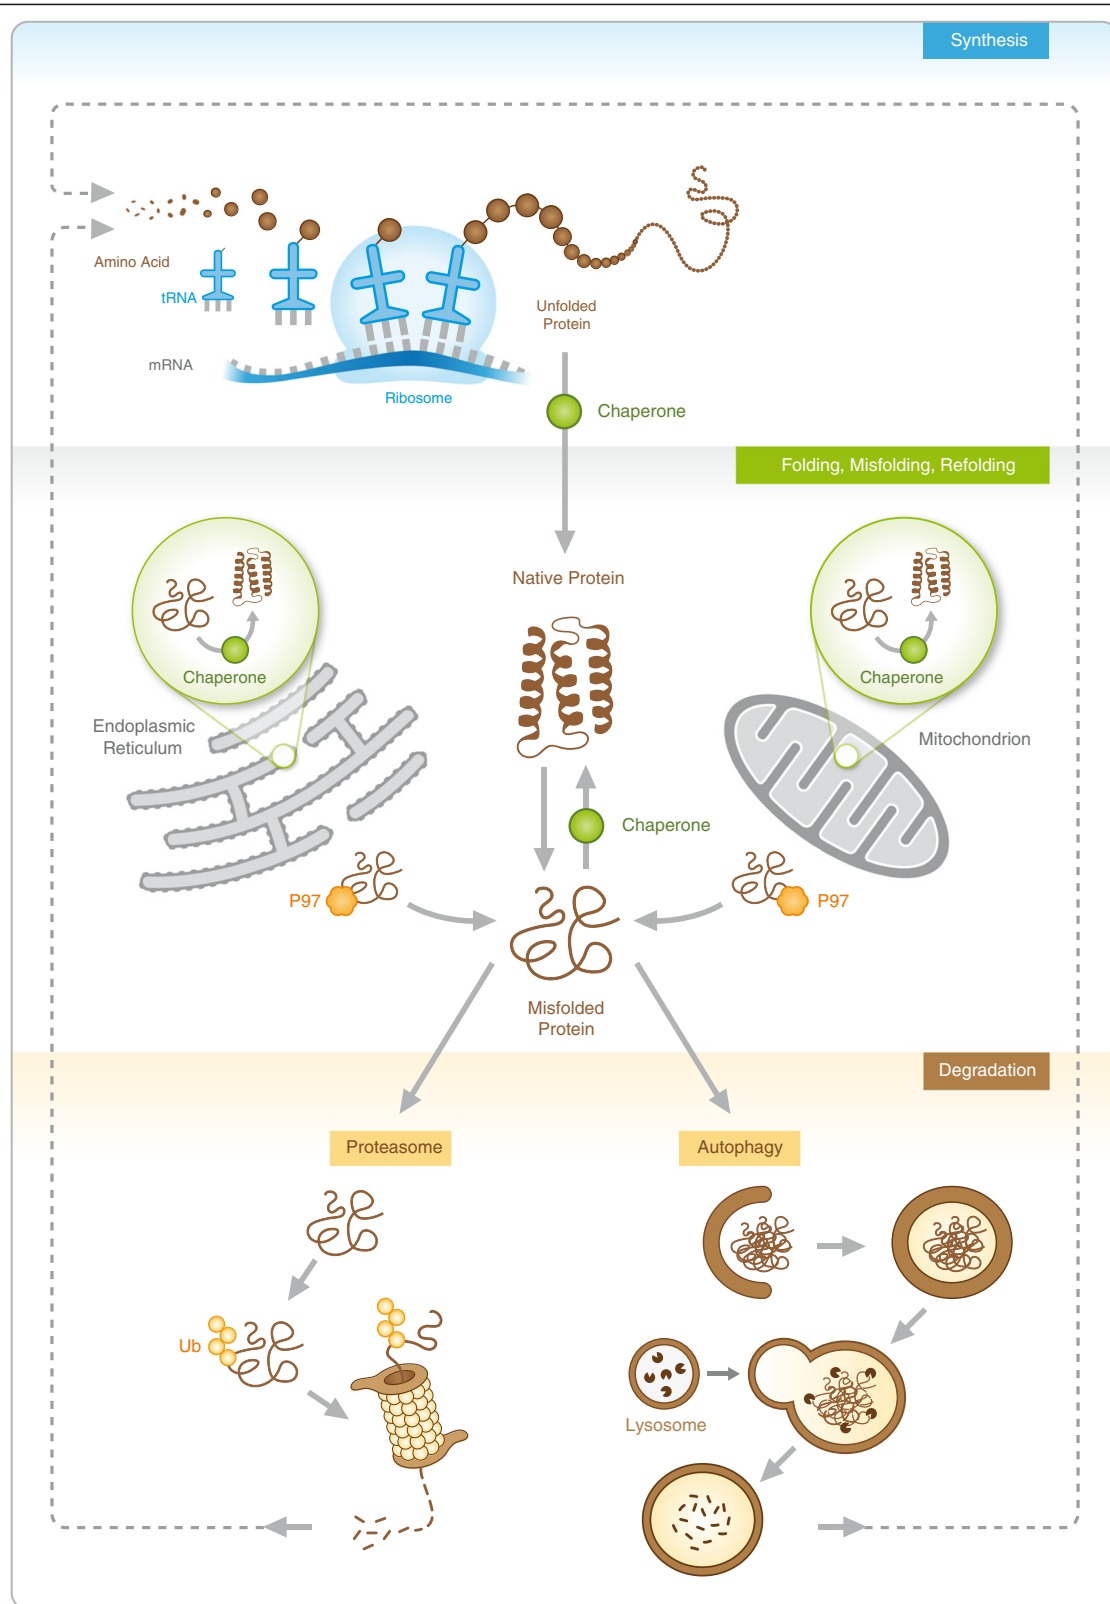 Synthesis
Amino Acid
tRNA
mRNA
Ribosome
Unfolded
Protein
Chaperone
Folding, Misfolding, Refolding
Chaperone
Endoplasmic
Reticulum
Native Protein
Chaperone
Mitochondrion
Chaperone
P97
P97
Misfolded
Protein
Degradation
Proteasome
Autophagy
Ub
Lysosome